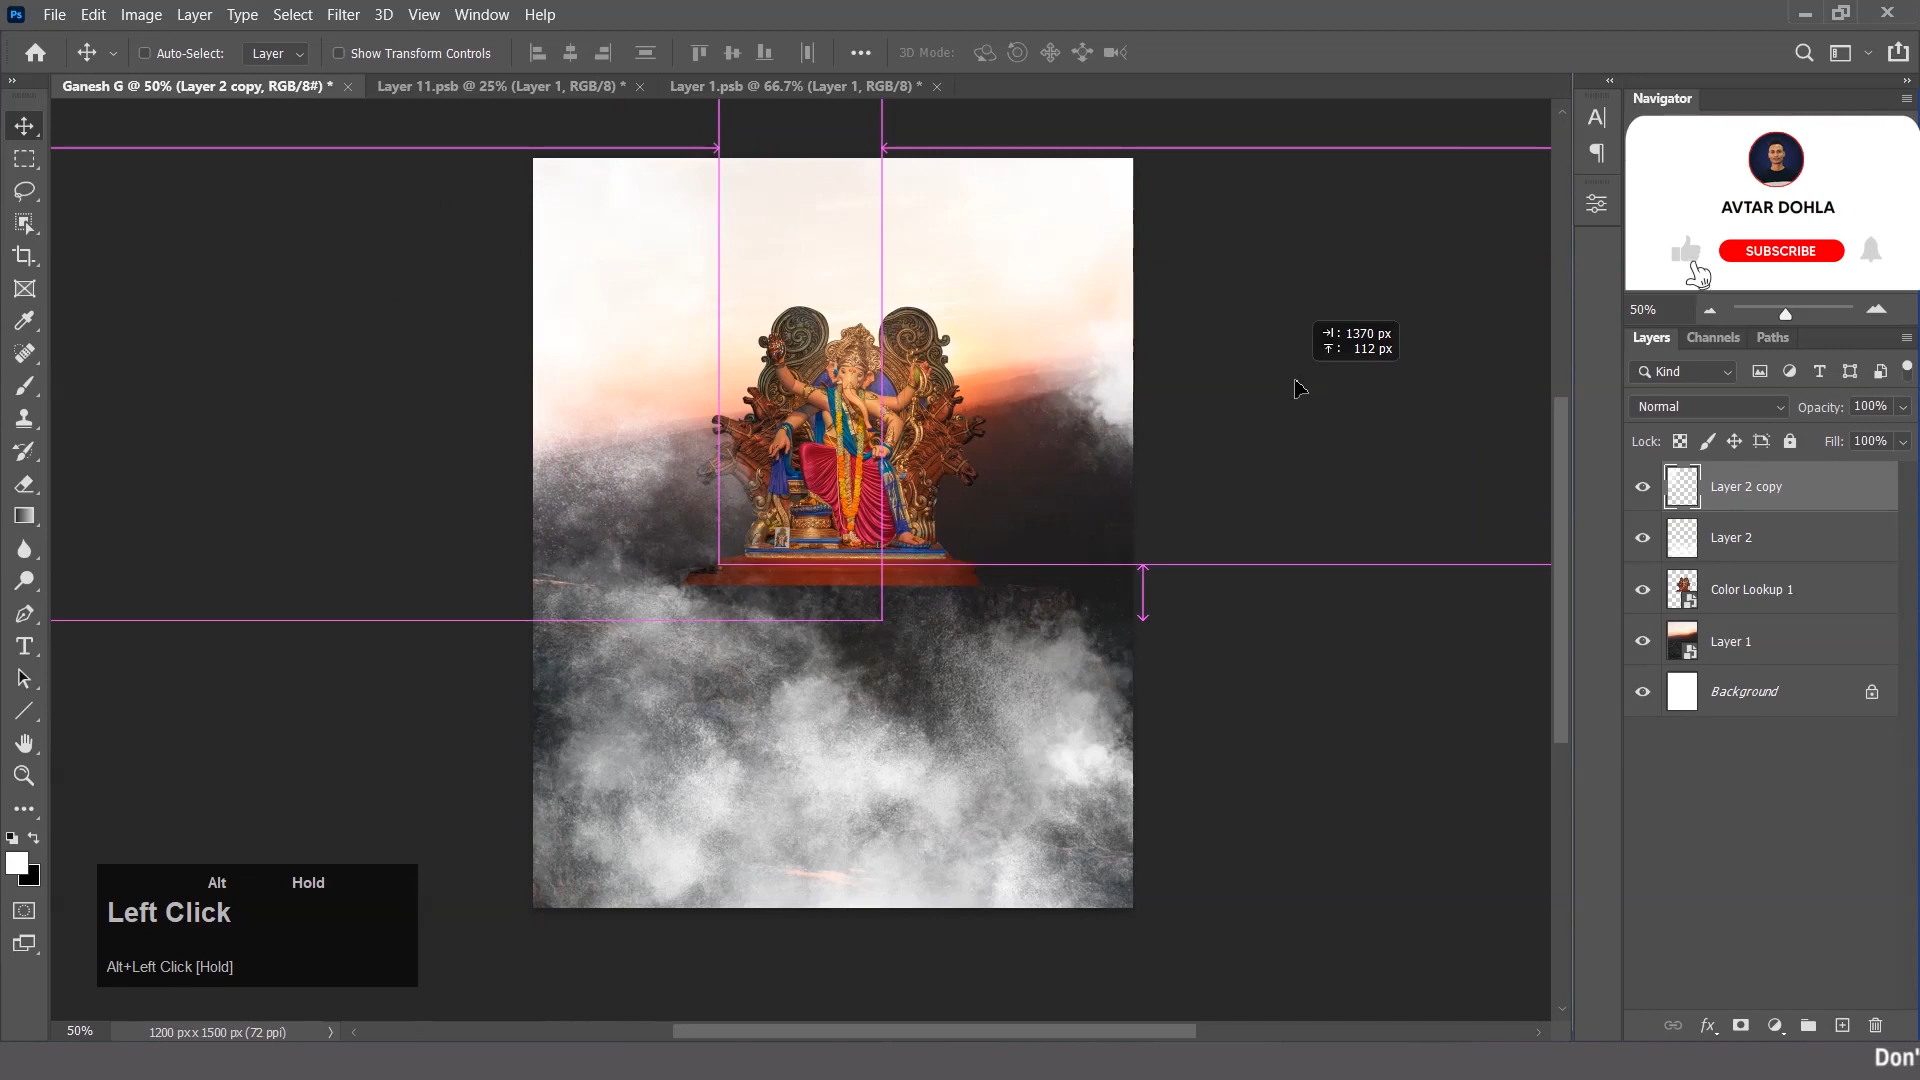 Ps File Edit Image Layer Type Select Filter 3D View Window Help
Auto-Select: Layer Show Transform Controls 3D Mode:
Ganesh G @ 50% (Layer 2 copy, RGB/8#) * Layer 11.psb @ 25% (Layer 1, RGB/8) * Layer 1.psb @ 66.7% (Layer 1, RGB/8) *
Navigator
AVTAR DOHLA
SUBSCRIBE
50%
Layers Channels Paths
Kind
Normal Opacity: 100%
Lock: Fill: 100%
Layer 2 copy
Layer 2
Color Lookup 1
Layer 1
Background
: 1370 px
: 112 px
Alt Hold
Left Click
Alt+Left Click [Hold]
50% 1200 px x 1500 px (72 ppi)
Don'